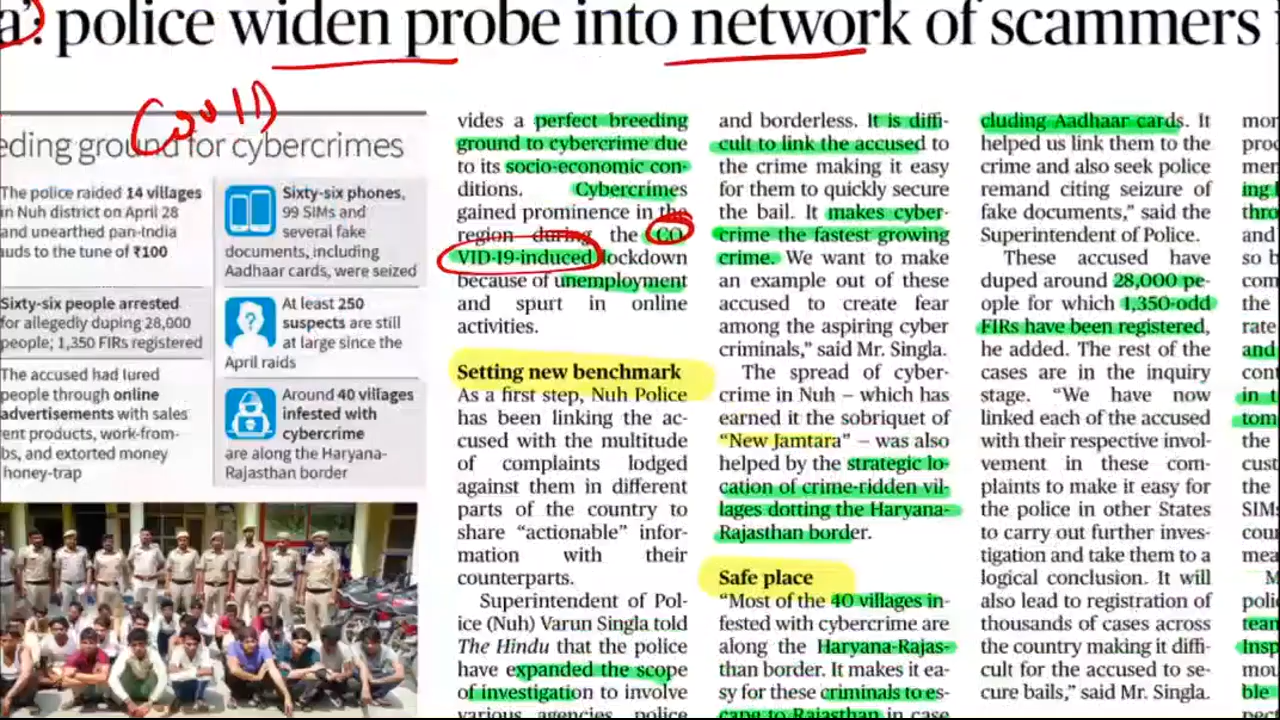 a’: police widen probe into network of scammers
COVID
eding ground for cybercrimes
The police raided 14 villages
in Nuh district on April 28
and unearthed pan-India
auds to the tune of ₹100
Sixty-six people arrested
for allegedly duping 28,000
people; 1,350 FIRs registered
The accused had lured
people through online
advertisements with sales
ent products, work-from-
bs, and extorted money
honey-trap
Sixty-six phones,
99 SIMs and
several fake
documents, including
Aadhaar cards, were seized
At least 250
suspects are still
at large since the
April raids
Around 40 villages
infested with
cybercrime
are along the Haryana-
Rajasthan border
vides a perfect breeding
ground to cybercrime due
to its socio-economic con-
ditions. Cybercrimes
gained prominence in the
region during the CO
VID-19-induced lockdown
because of unemployment
and spurt in online
activities.
Setting new benchmark
As a first step, Nuh Police
has been linking the ac-
cused with the multitude
of complaints lodged
against them in different
parts of the country to
share “actionable” infor-
mation with their
counterparts.
Superintendent of Pol-
ice (Nuh) Varun Singla told
The Hindu that the police
have expanded the scope
of investigation to involve
various agencies, police
and borderless. It is diffi-
cult to link the accused to
the crime making it easy
for them to quickly secure
the bail. It makes cyber-
crime the fastest growing
crime. We want to make
an example out of these
accused to create fear
among the aspiring cyber
criminals,” said Mr. Singla.
The spread of cyber-
crime in Nuh – which has
earned it the sobriquet of
“New Jamtara” – was also
helped by the strategic lo-
cation of crime-ridden vil-
lages dotting the Haryana-
Rajasthan border.
Safe place
“Most of the 40 villages in-
fested with cybercrime are
along the Haryana-Rajas-
than border. It makes it ea-
sy for these criminals to es-
cape to Rajasthan in case
cluding Aadhaar cards. It
helped us link them to the
crime and also seek police
remand citing seizure of
fake documents,” said the
Superintendent of Police.
These accused have
duped around 28,000 pe-
ople for which 1,350-odd
FIRs have been registered,
he added. The rest of the
cases are in the inquiry
stage. “We have now
linked each of the accused
with their respective invol-
vement in these com-
plaints to make it easy for
the police in other States
to carry out further inves-
tigation and take them to a
logical conclusion. It will
also lead to registration of
thousands of cases across
the country making it diffi-
cult for the accused to se-
cure bails,” said Mr. Singla.